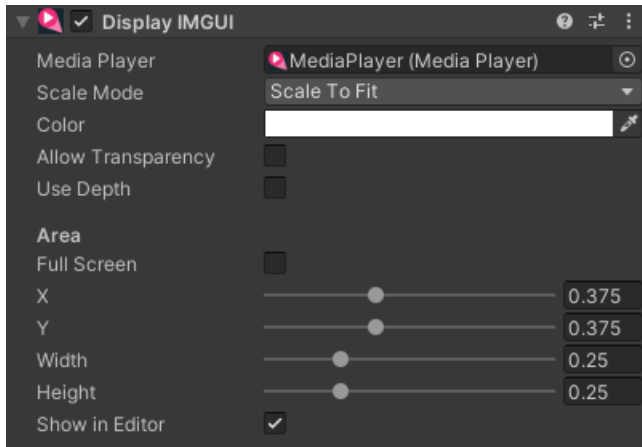 Display IMGUI
Media Player MediaPlayer (Media Player)
Scale Mode Scale To Fit
Color
Allow Transparency
Use Depth
Area
Full Screen
X 0.375
Y 0.375
Width 0.25
Height 0.25
Show in Editor